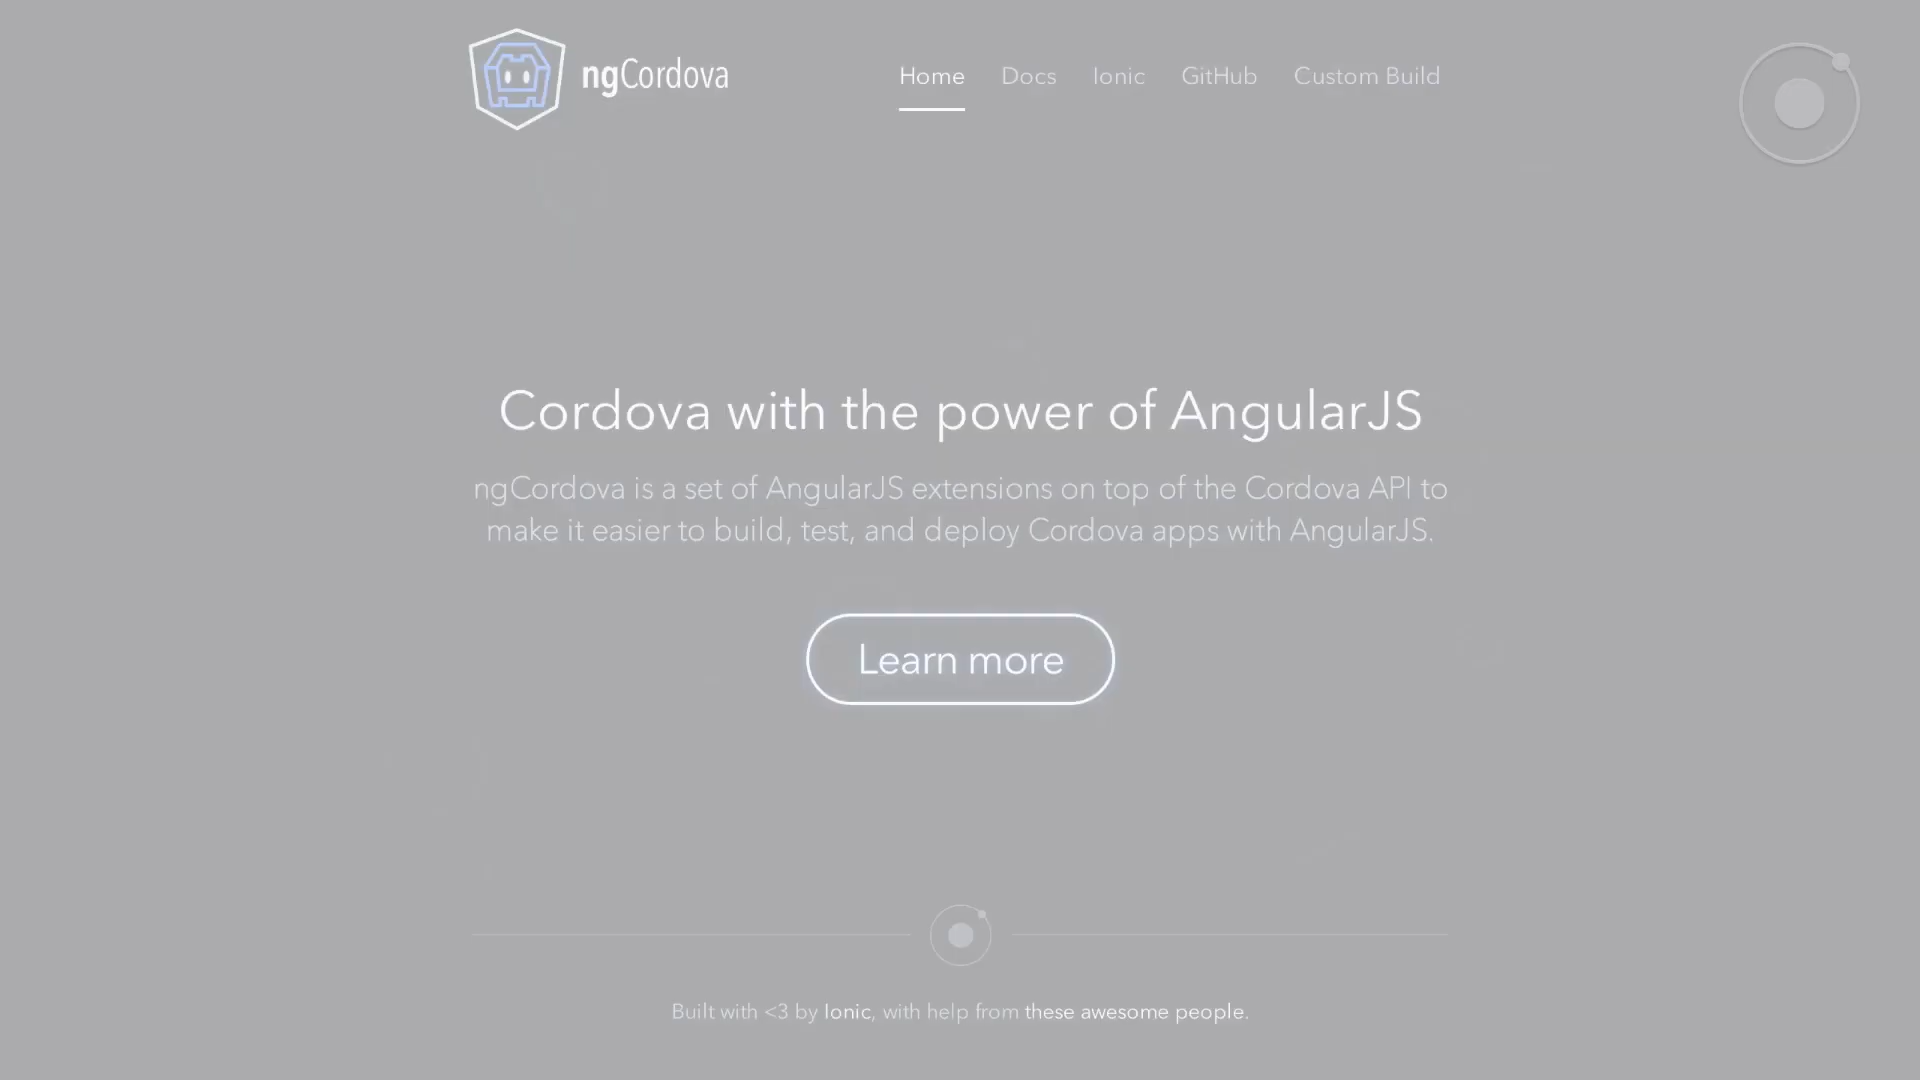 ngCordova
Home Docs Ionic GitHub Custom Build
Cordova with the power of AngularJS
ngCordova is a set of AngularJS extensions on top of the Cordova API to
make it easier to build, test, and deploy Cordova apps with AngularJS.
Learn more
Built with <3 by Ionic, with help from these awesome people.